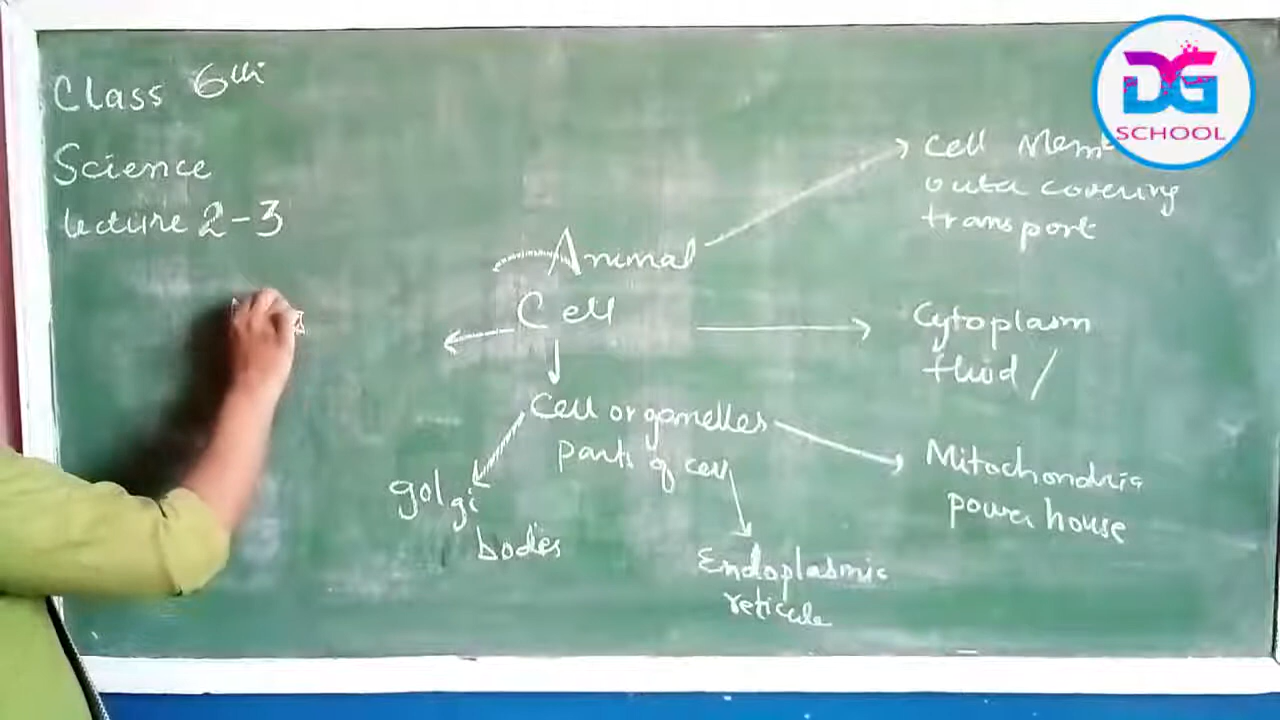 Class 6th
Science
lecture 2-3
DG
SCHOOL
Animal
Cell
Cell
outer covering
transport
Cytoplasm
fluid /
Cell organelles
parts of cell
Mitochondria
power house
golgi
bodies
Endoplasmic
reticule